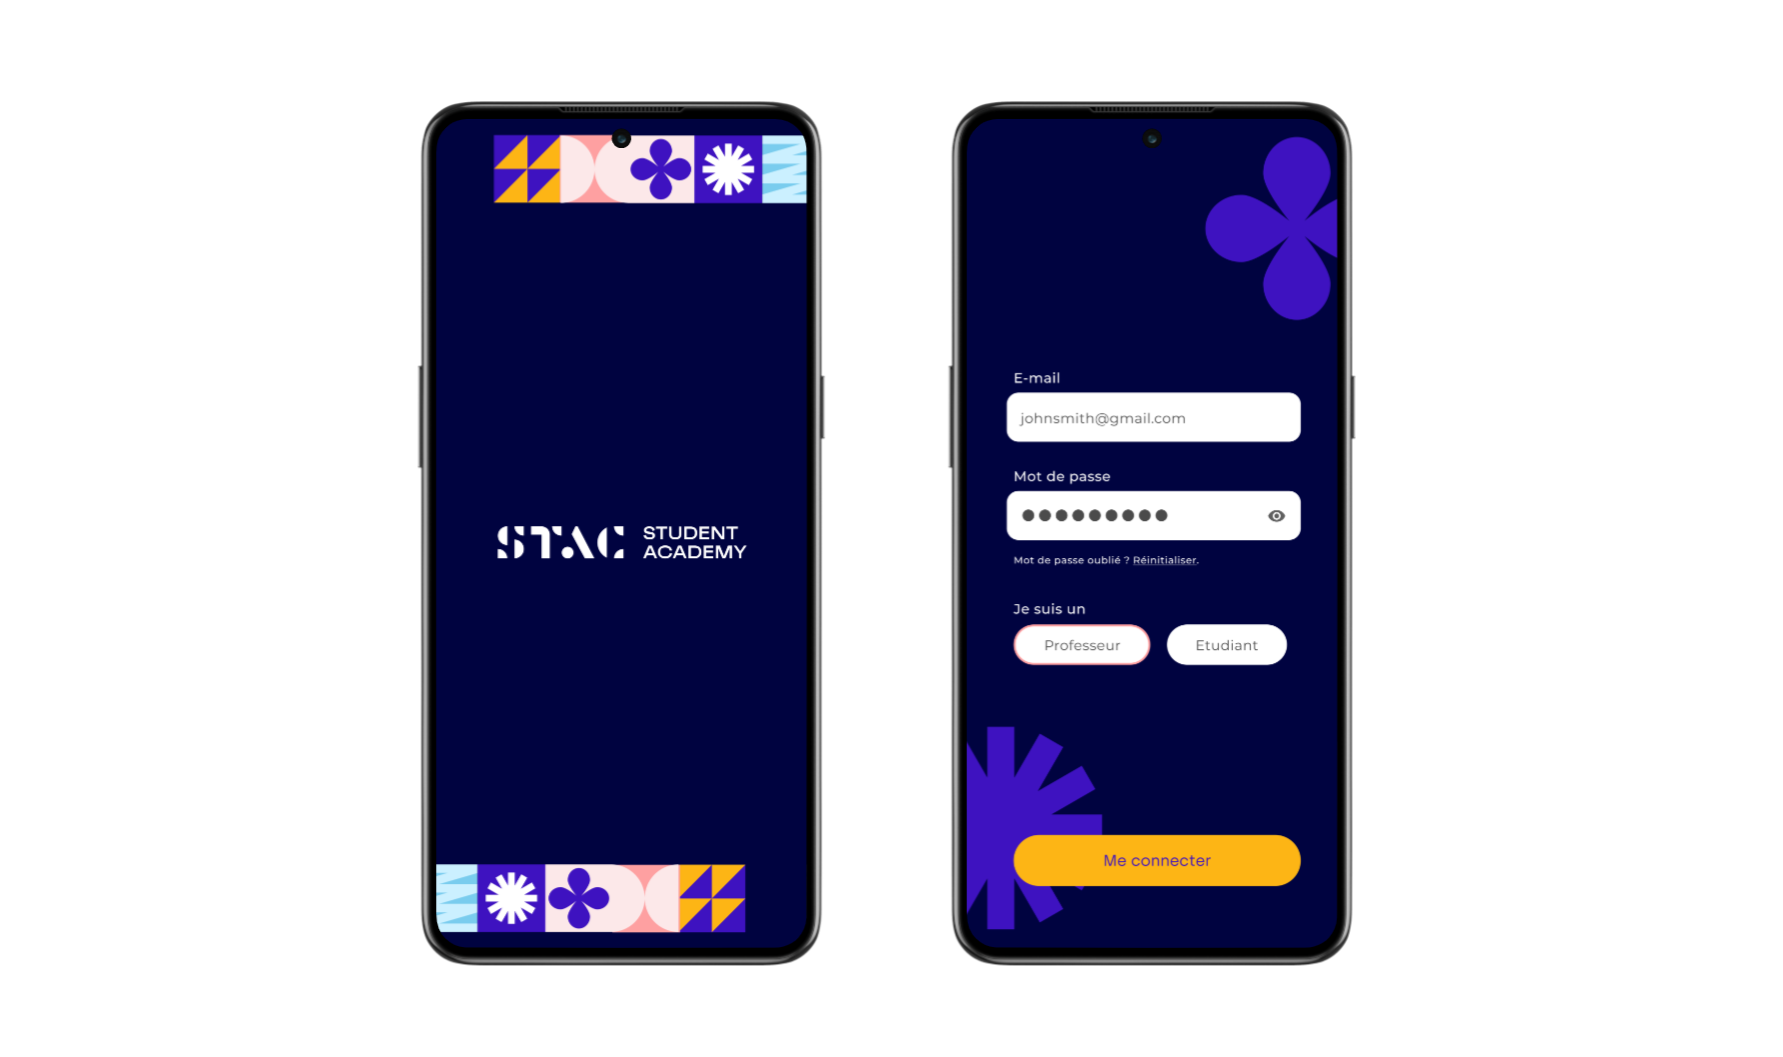 STAC STUDENT
ACADEMY
E-mail
johnsmith@gmail.com
Mot de passe
Mot de passe oublié ? Réinitialiser.
Je suis un
Professeur
Etudiant
Me connecter